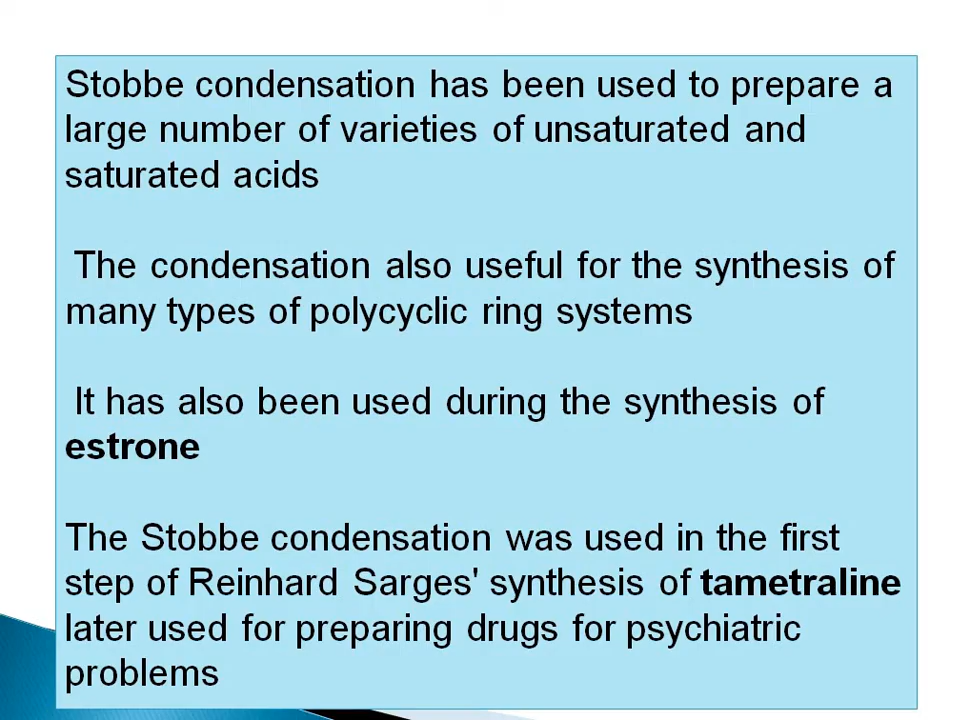 Stobbe condensation has been used to prepare a
large number of varieties of unsaturated and
saturated acids
The condensation also useful for the synthesis of
many types of polycyclic ring systems
It has also been used during the synthesis of
estrone
The Stobbe condensation was used in the first
step of Reinhard Sarges' synthesis of tametraline
later used for preparing drugs for psychiatric
problems